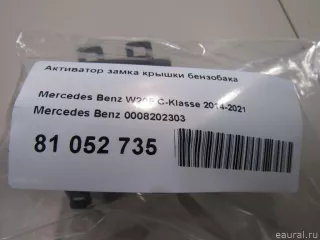 Активатор замка крышки бензобака
Mercedes Benz W205 C-Klasse 2014-2021
Mercedes Benz 0008202303
81 052 735
eaural.ru